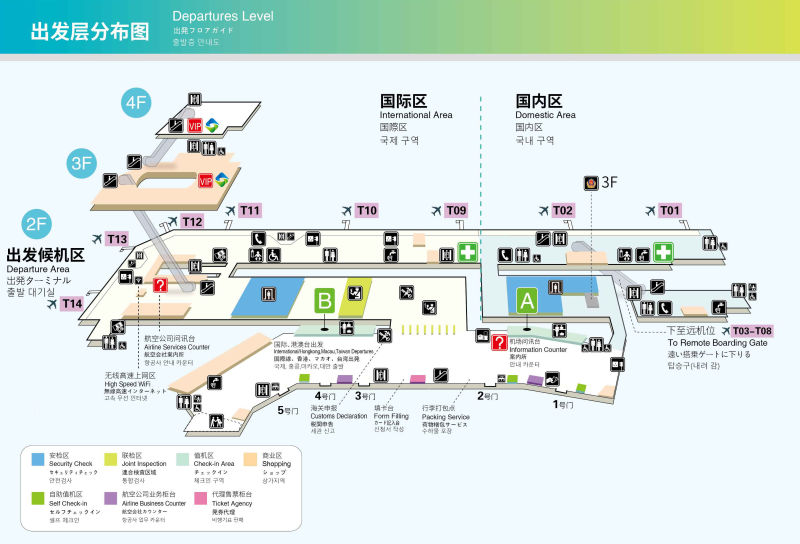 出发层分布图
Departures Level
出発フロアガイド
출발층 안내도
4F
3F
2F
VIP
VIP
国际区
International Area
国際区
국제 구역
国内区
Domestic Area
国内区
국내 구역
3F
出发候机区
Departure Area
出発ターミナル
출발 대기실
T14
T13
T12
T11
T10
T09
T02
T01
航空公司问讯台
Airline Services Counter
航空会社案内所
항공사 안내 카운터
无线高速上网区
High Speed WiFi
無線高速インターネット
고속 무선 인터넷
B
A
国际、港澳台出发
International/Hongkong,Macau,Taiwan Departures
国際線、香港、マカオ、台湾出発
국제, 홍콩,마카오,대만 출발
机场问讯台
Information Counter
案内所
안내 카운터
下至远机位
T03-T08
To Remote Boarding Gate
遠い搭乗ゲートに下りる
탑승구(내려 감)
5号门
4号门
3号门
2号门
1号门
海关申报
Customs Declaration
税関申告
세관 신고
填卡台
Form Filling
カード記入台
신청서 작성
行李打包点
Packing Service
荷物梱包サービス
수하물 포장
安检区
Security Check
セキュリティチェック
안전검사
联检区
Joint Inspection
連合検査区域
통합검사
值机区
Check-in Area
チェックイン
체크인 구역
商业区
Shopping
ショップ
상가지역
自助值机区
Self Check-in
セルフチェックイン
셀프 체크인
航空公司业务柜台
Airline Business Counter
航空会社カウンター
항공사 업무 카운터
代理售票柜台
Ticket Agency
発券代理
비행기표 판매